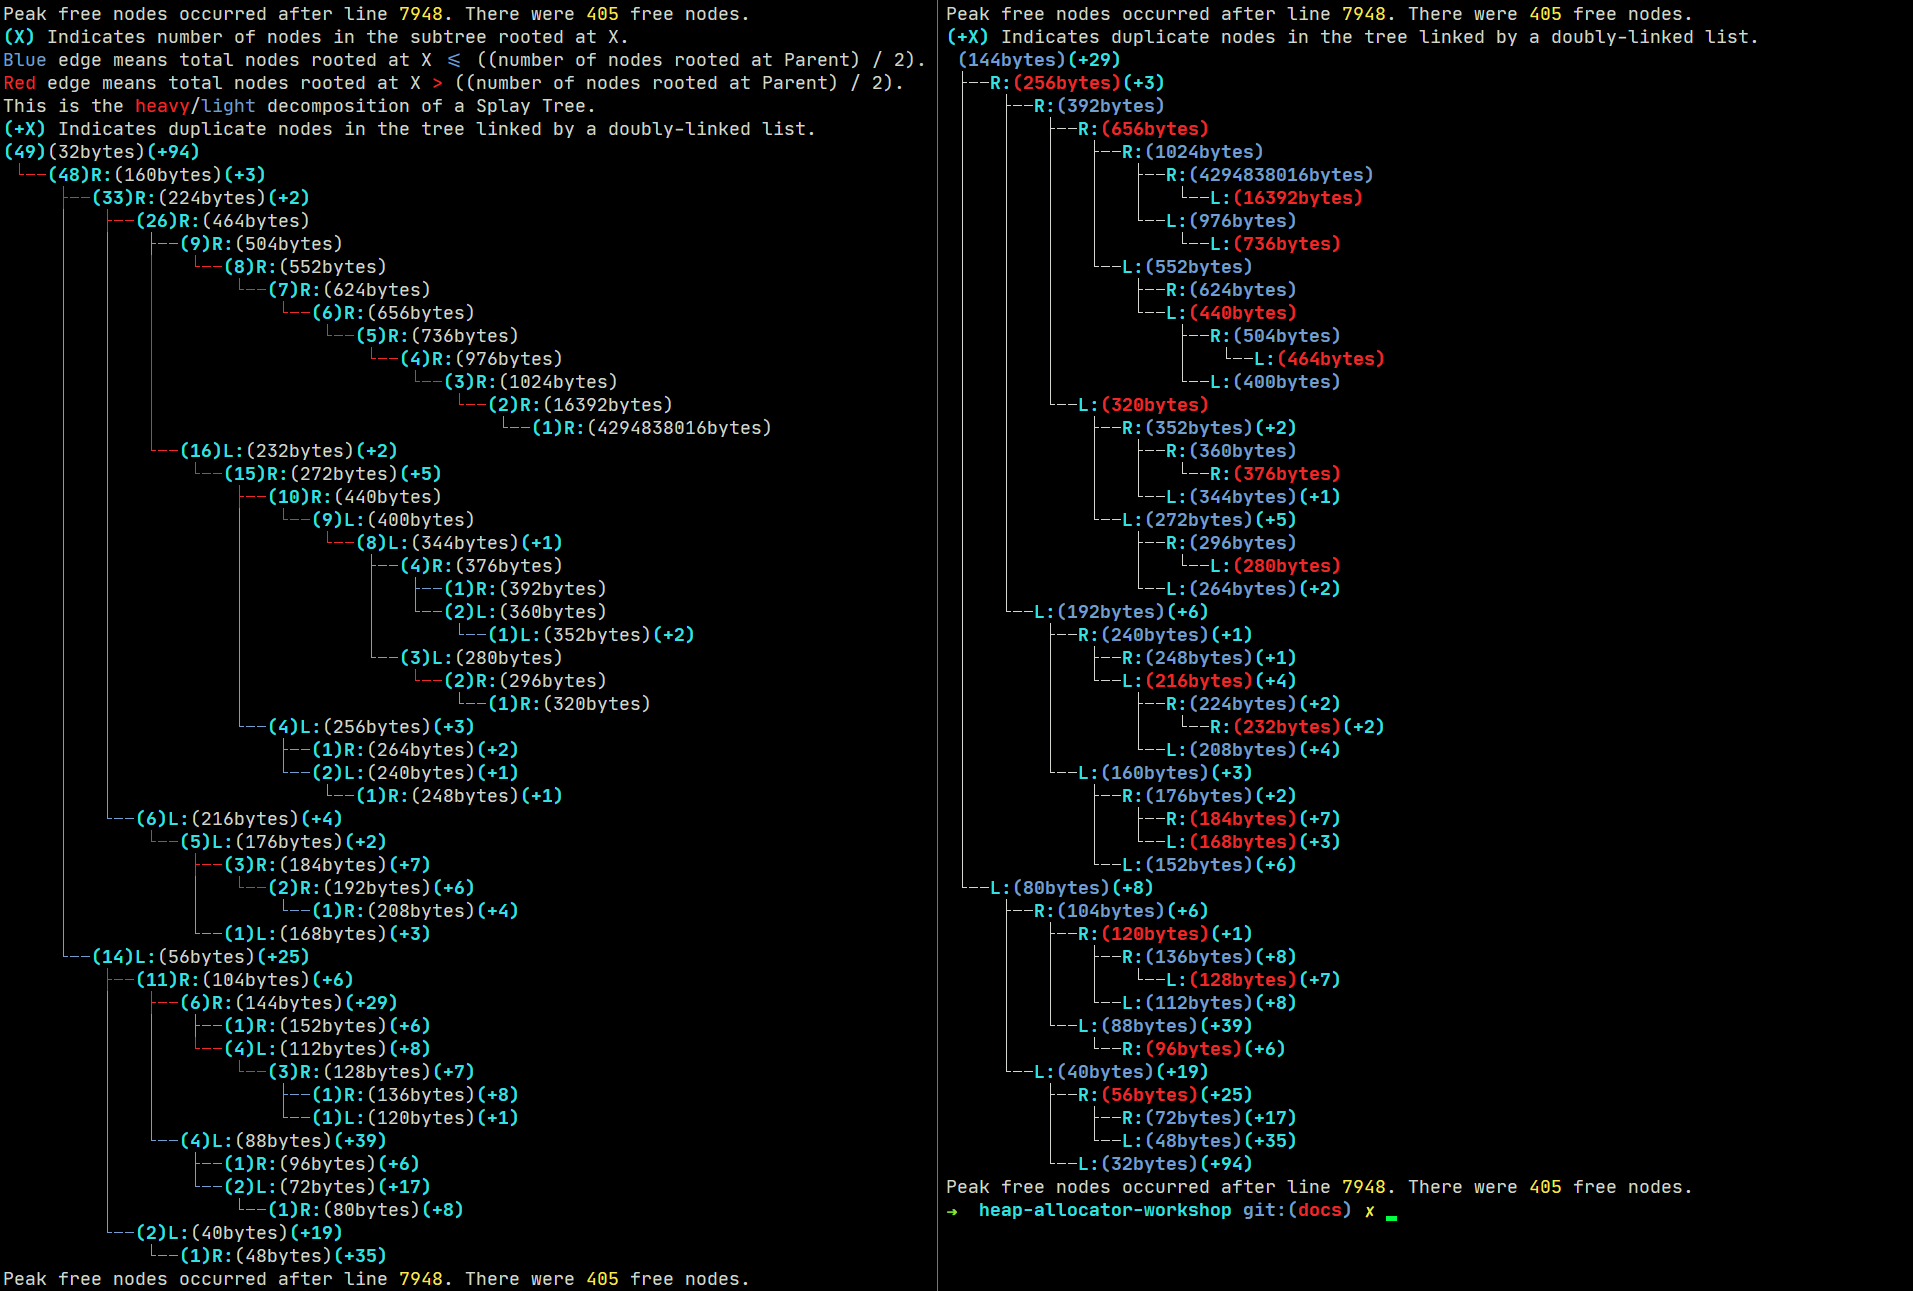 Peak free nodes occurred after line 7948. There were 405 free nodes.
(X) Indicates number of nodes in the subtree rooted at X.
Blue edge means total nodes rooted at X ⩽ ((number of nodes rooted at Parent) / 2).
Red edge means total nodes rooted at X > ((number of nodes rooted at Parent) / 2).
This is the heavy/light decomposition of a Splay Tree.
(+X) Indicates duplicate nodes in the tree linked by a doubly-linked list.
(49)(32bytes)(+94)
└──(48)R:(160bytes)(+3)
├──(33)R:(224bytes)(+2)
├──(26)R:(464bytes)
├──(9)R:(504bytes)
└──(8)R:(552bytes)
└──(7)R:(624bytes)
└──(6)R:(656bytes)
└──(5)R:(736bytes)
└──(4)R:(976bytes)
└──(3)R:(1024bytes)
└──(2)R:(16392bytes)
└──(1)R:(4294838016bytes)
└──(16)L:(232bytes)(+2)
└──(15)R:(272bytes)(+5)
├──(10)R:(440bytes)
└──(9)L:(400bytes)
└──(8)L:(344bytes)(+1)
├──(4)R:(376bytes)
├──(1)R:(392bytes)
└──(2)L:(360bytes)
└──(1)L:(352bytes)(+2)
└──(3)L:(280bytes)
└──(2)R:(296bytes)
└──(1)R:(320bytes)
└──(4)L:(256bytes)(+3)
├──(1)R:(264bytes)(+2)
└──(2)L:(240bytes)(+1)
└──(1)R:(248bytes)(+1)
└──(6)L:(216bytes)(+4)
└──(5)L:(176bytes)(+2)
├──(3)R:(184bytes)(+7)
└──(2)R:(192bytes)(+6)
└──(1)R:(208bytes)(+4)
└──(1)L:(168bytes)(+3)
└──(14)L:(56bytes)(+25)
├──(11)R:(104bytes)(+6)
├──(6)R:(144bytes)(+29)
├──(1)R:(152bytes)(+6)
└──(4)L:(112bytes)(+8)
└──(3)R:(128bytes)(+7)
├──(1)R:(136bytes)(+8)
└──(1)L:(120bytes)(+1)
└──(4)L:(88bytes)(+39)
├──(1)R:(96bytes)(+6)
└──(2)L:(72bytes)(+17)
└──(1)R:(80bytes)(+8)
└──(2)L:(40bytes)(+19)
└──(1)R:(48bytes)(+35)
Peak free nodes occurred after line 7948. There were 405 free nodes.
Peak free nodes occurred after line 7948. There were 405 free nodes.
(+X) Indicates duplicate nodes in the tree linked by a doubly-linked list.
(144bytes)(+29)
├──R:(256bytes)(+3)
├──R:(392bytes)
├──R:(656bytes)
├──R:(1024bytes)
├──R:(4294838016bytes)
└──L:(16392bytes)
└──L:(976bytes)
└──L:(736bytes)
└──L:(552bytes)
├──R:(624bytes)
└──L:(440bytes)
├──R:(504bytes)
└──L:(464bytes)
└──L:(400bytes)
└──L:(320bytes)
├──R:(352bytes)(+2)
├──R:(360bytes)
└──R:(376bytes)
└──L:(344bytes)(+1)
└──L:(272bytes)(+5)
├──R:(296bytes)
└──L:(280bytes)
└──L:(264bytes)(+2)
└──L:(192bytes)(+6)
├──R:(240bytes)(+1)
├──R:(248bytes)(+1)
└──L:(216bytes)(+4)
├──R:(224bytes)(+2)
└──R:(232bytes)(+2)
└──L:(208bytes)(+4)
└──L:(160bytes)(+3)
├──R:(176bytes)(+2)
├──R:(184bytes)(+7)
└──L:(168bytes)(+3)
└──L:(152bytes)(+6)
└──L:(80bytes)(+8)
├──R:(104bytes)(+6)
├──R:(120bytes)(+1)
├──R:(136bytes)(+8)
└──L:(128bytes)(+7)
└──L:(112bytes)(+8)
└──L:(88bytes)(+39)
└──R:(96bytes)(+6)
└──L:(40bytes)(+19)
├──R:(56bytes)(+25)
├──R:(72bytes)(+17)
└──L:(48bytes)(+35)
└──L:(32bytes)(+94)
Peak free nodes occurred after line 7948. There were 405 free nodes.
➜ heap-allocator-workshop git:(docs) ✗